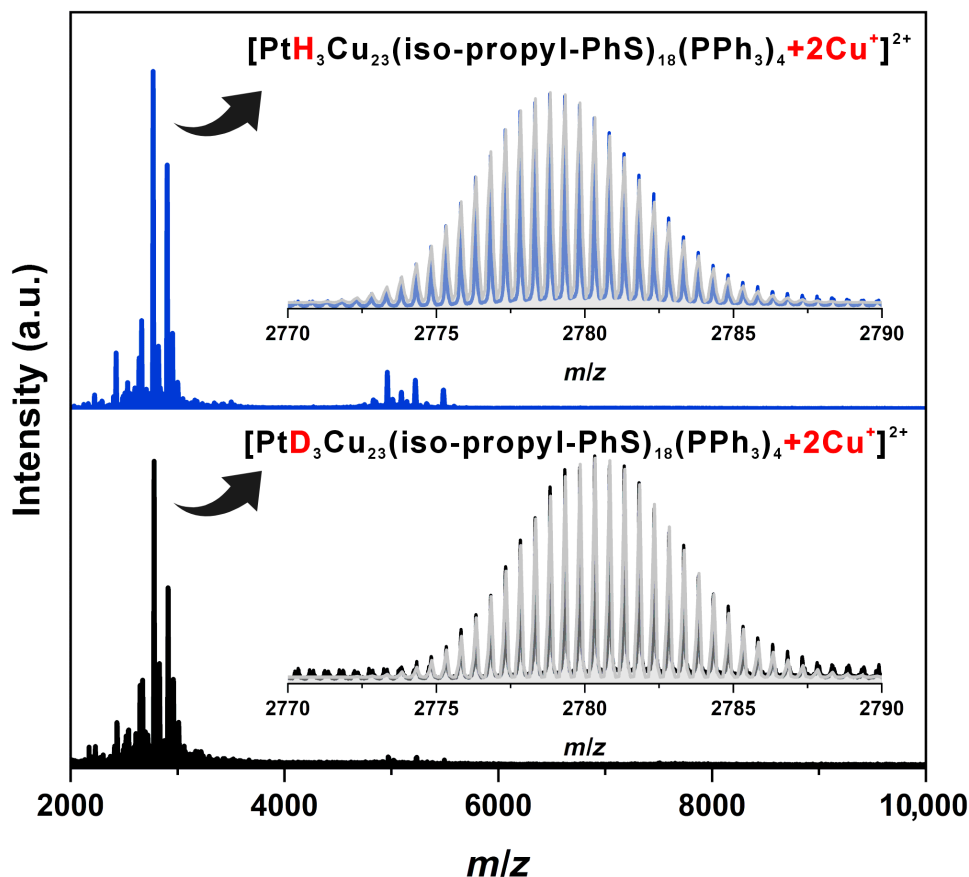 [PtH₃Cu₂₃(iso-propyl-PhS)₁₈(PPh₃)₄+2Cu⁺]²⁺
2770 2775 2780 2785 2790
m/z
[PtD₃Cu₂₃(iso-propyl-PhS)₁₈(PPh₃)₄+2Cu⁺]²⁺
2770 2775 2780 2785 2790
m/z
Intensity (a.u.)
2000 4000 6000 8000 10,000
m/z